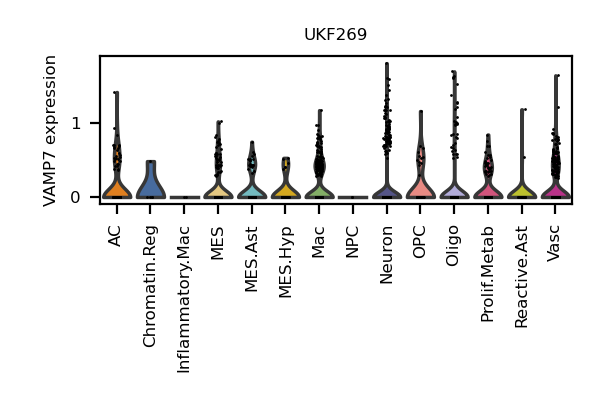 UKF269
VAMP7 expression
1
0
AC
Chromatin.Reg
Inflammatory.Mac
MES
MES.Ast
MES.Hyp
Mac
NPC
Neuron
OPC
Oligo
Prolif.Metab
Reactive.Ast
Vasc